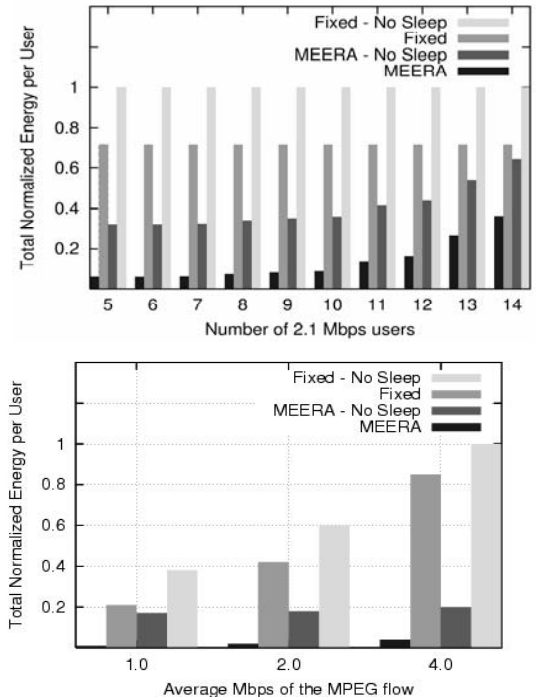 Total Normalized Energy per User
Fixed - No Sleep
Fixed
MEERA - No Sleep
MEERA
1
0.8
0.6
0.4
0.2
5 6 7 8 9 10 11 12 13 14
Number of 2.1 Mbps users
Total Normalized Energy per User
Fixed - No Sleep
Fixed
MEERA - No Sleep
MEERA
1
0.8
0.6
0.4
0.2
1.0 2.0 4.0
Average Mbps of the MPEG flow